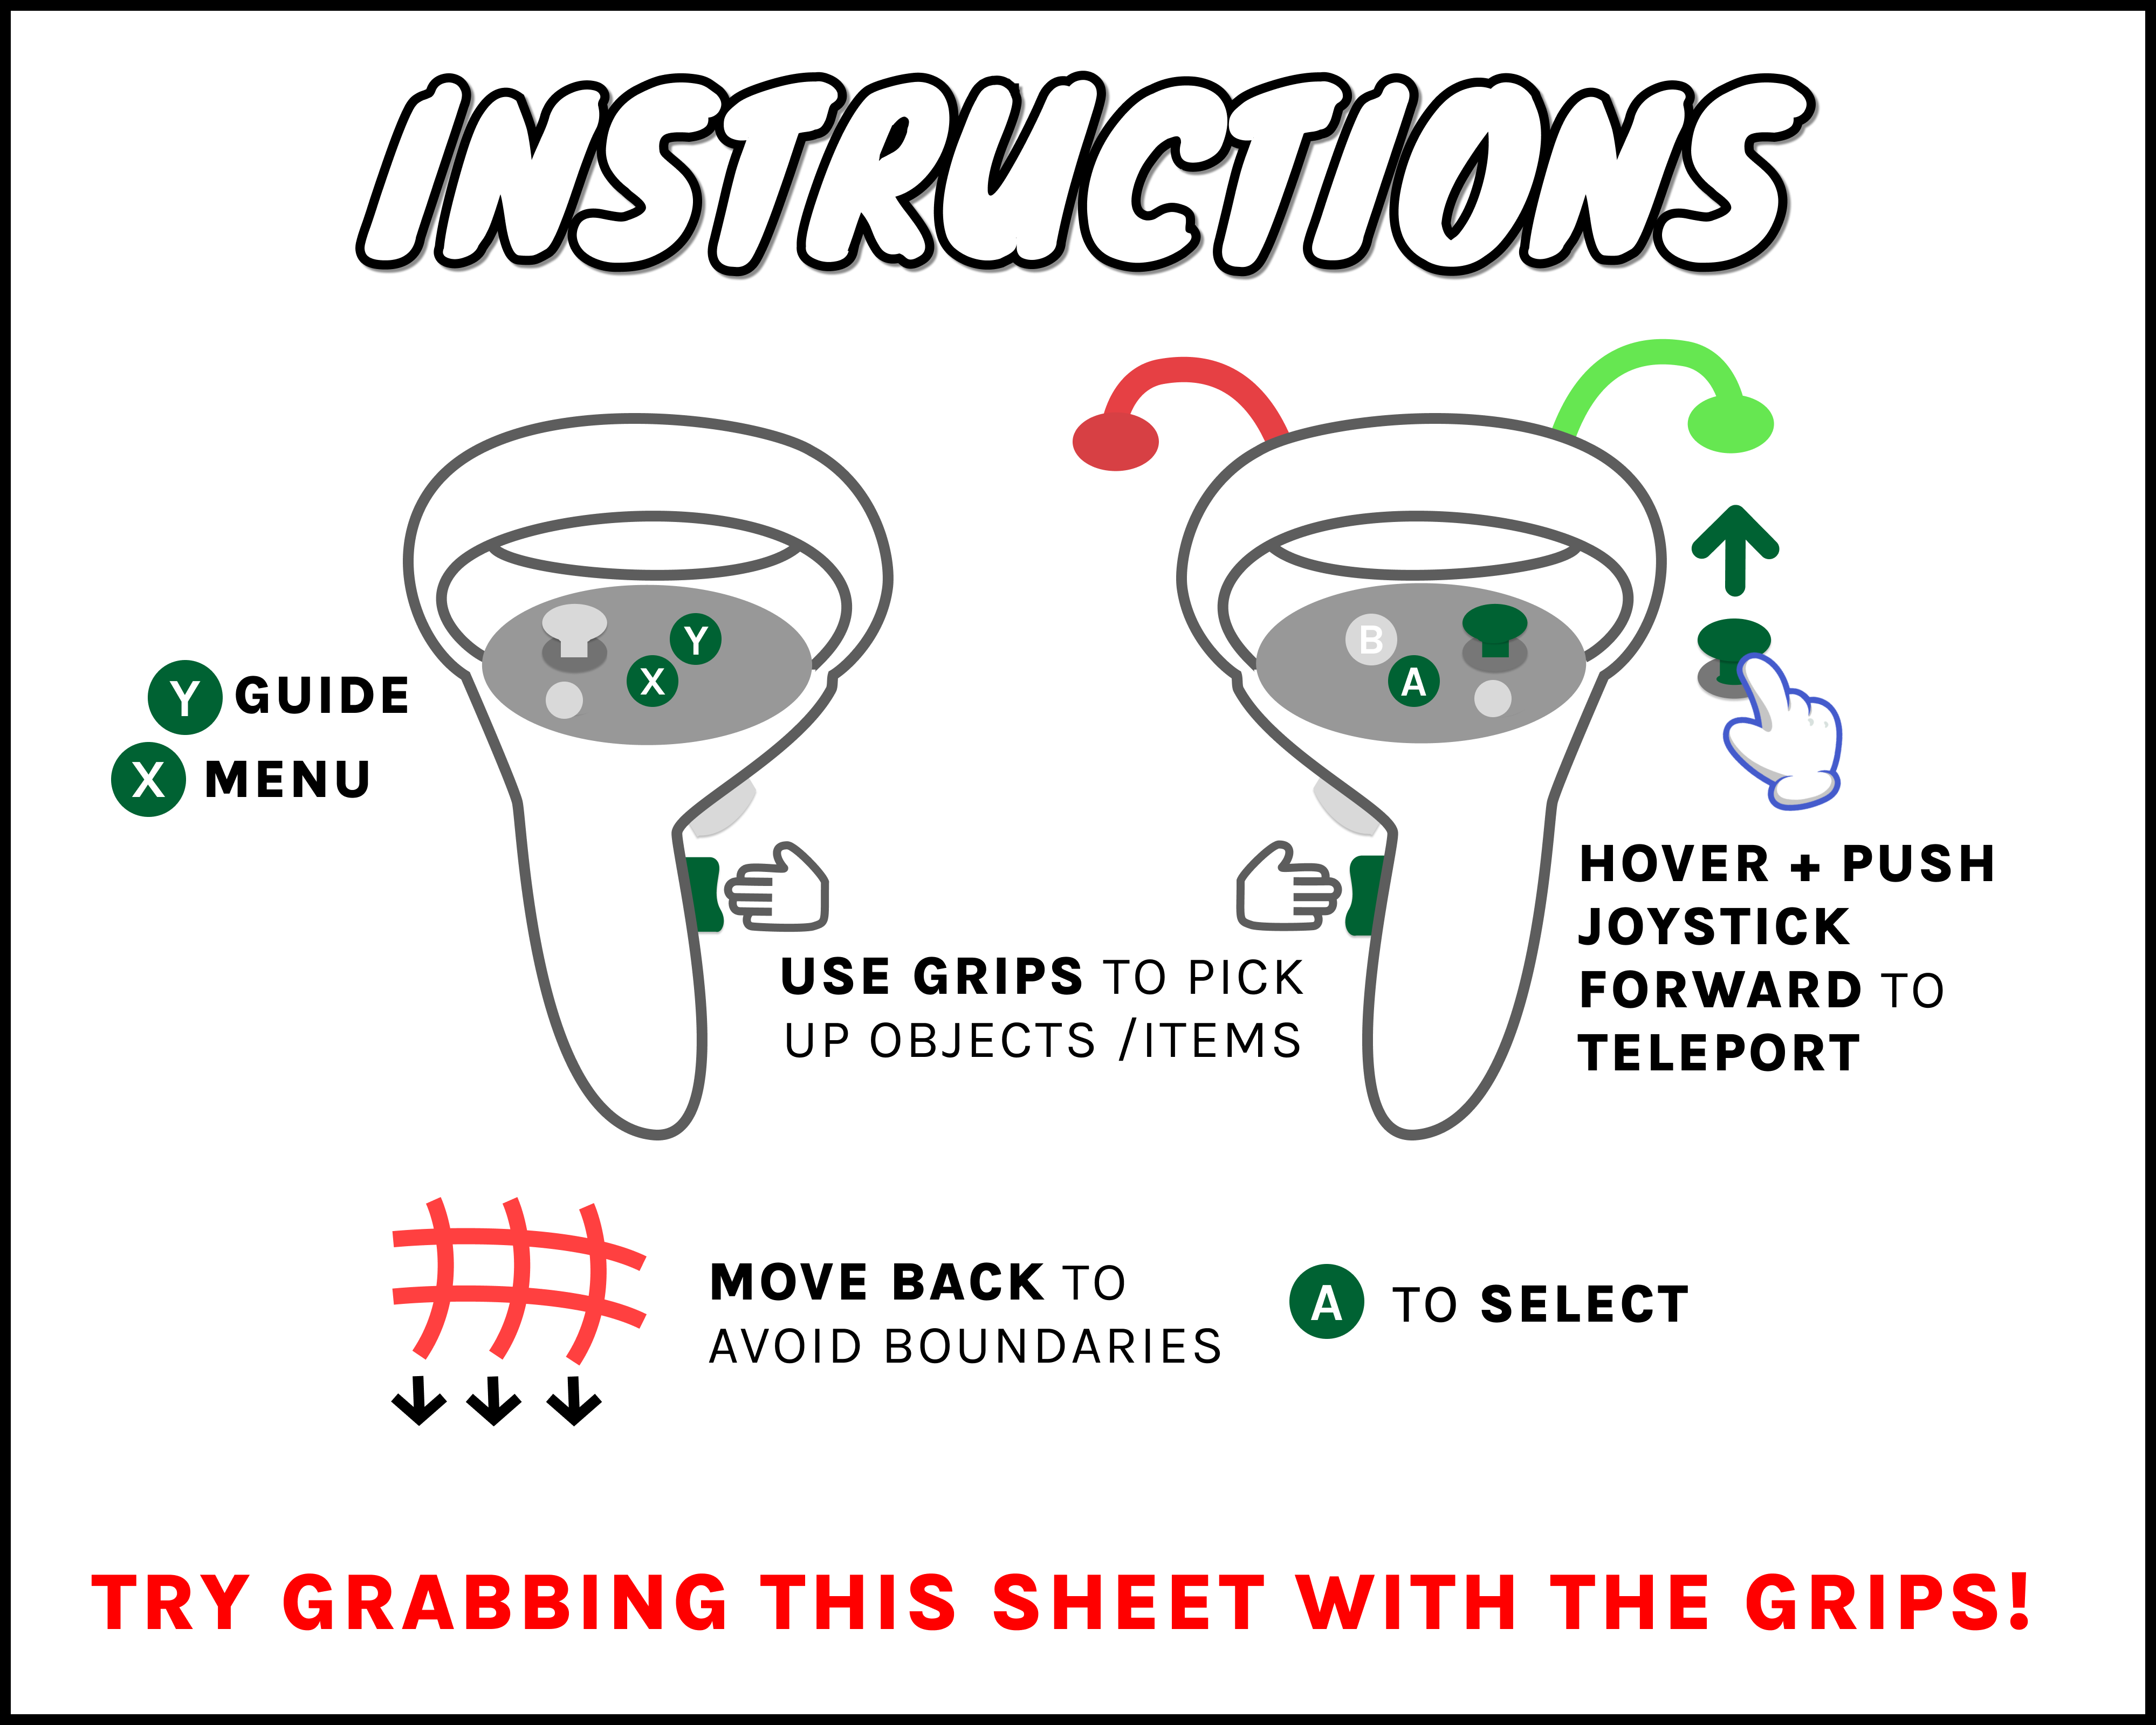 INSTRUCTIONS
Y
X
B
A
Y GUIDE
X MENU
USE GRIPS TO PICK
UP OBJECTS /ITEMS
HOVER + PUSH
JOYSTICK
FORWARD TO
TELEPORT
MOVE BACK TO
AVOID BOUNDARIES
A TO SELECT
TRY GRABBING THIS SHEET WITH THE GRIPS!